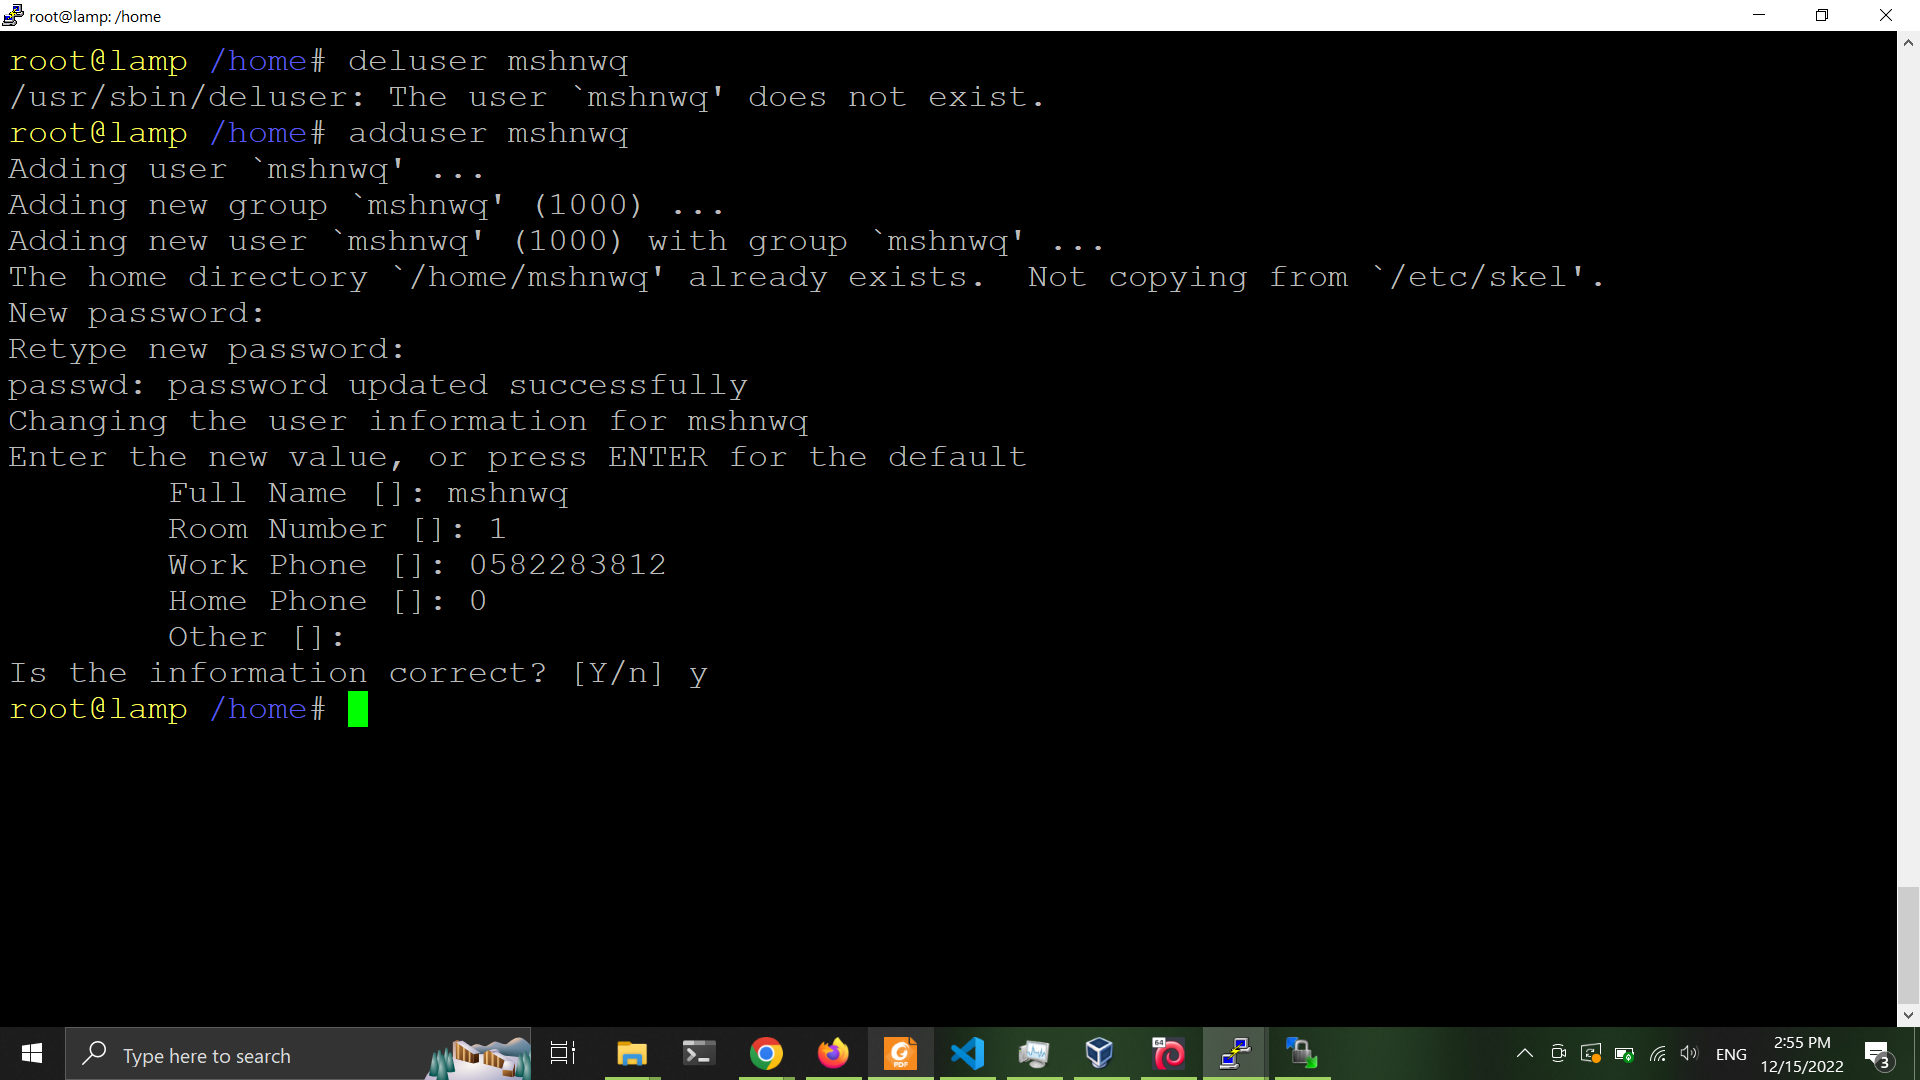 root@lamp: /home
root@lamp /home# deluser mshnwq
/usr/sbin/deluser: The user `mshnwq' does not exist.
root@lamp /home# adduser mshnwq
Adding user `mshnwq' ...
Adding new group `mshnwq' (1000) ...
Adding new user `mshnwq' (1000) with group `mshnwq' ...
The home directory `/home/mshnwq' already exists.  Not copying from `/etc/skel'.
New password:
Retype new password:
passwd: password updated successfully
Changing the user information for mshnwq
Enter the new value, or press ENTER for the default
Full Name []: mshnwq
Room Number []: 1
Work Phone []: 0582283812
Home Phone []: 0
Other []:
Is the information correct? [Y/n] y
root@lamp /home#
Type here to search
PDF
64
ENG
2:55 PM
12/15/2022
3